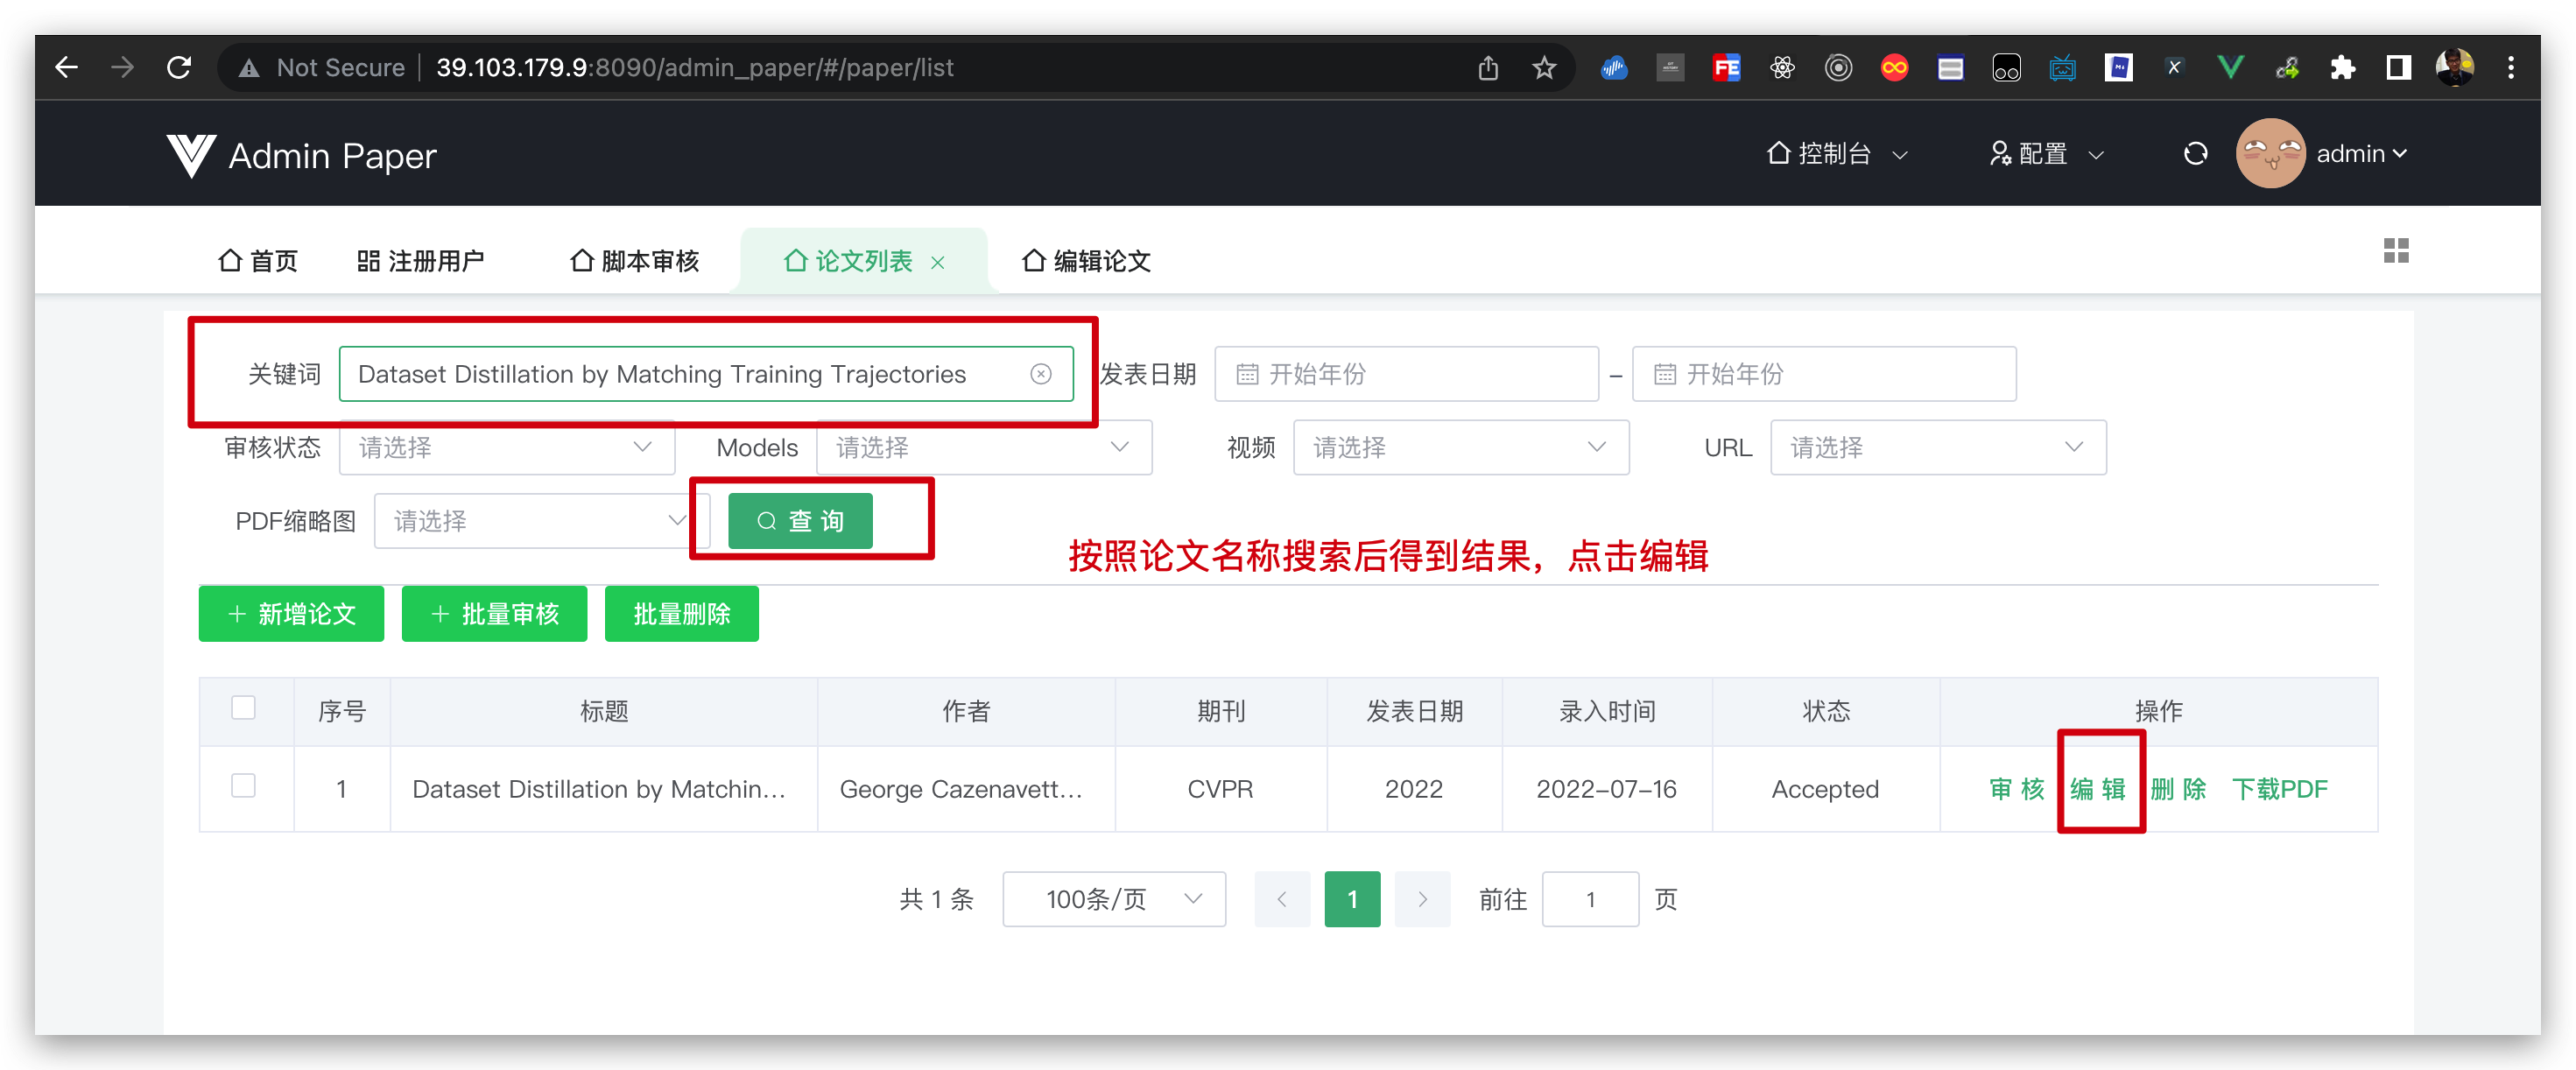 Not Secure 39.103.179.9:8090/admin_paper/#/paper/list
Admin Paper 控制台 配置 admin
首页 注册用户 脚本审核 论文列表 编辑论文
关键词 Dataset Distillation by Matching Training Trajectories 发表日期 开始年份 – 开始年份
审核状态 请选择 Models 请选择 视频 请选择 URL 请选择
PDF缩略图 请选择 查 询
按照论文名称搜索后得到结果，点击编辑
新增论文 批量审核 批量删除
序号 标题 作者 期刊 发表日期 录入时间 状态 操作
1 Dataset Distillation by Matchin... George Cazenavett... CVPR 2022 2022-07-16 Accepted 审 核 编 辑 删 除 下载PDF
共 1 条 100条/页 1 前往 1 页